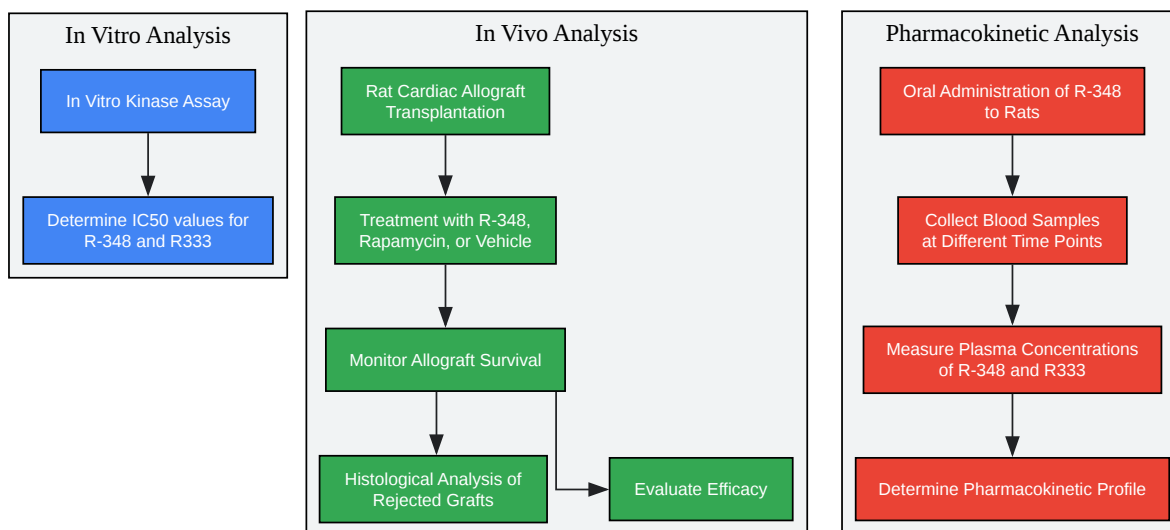 In Vitro Analysis
In Vitro Kinase Assay
Determine IC50 values for
R-348 and R333
In Vivo Analysis
Rat Cardiac Allograft
Transplantation
Treatment with R-348,
Rapamycin, or Vehicle
Monitor Allograft Survival
Histological Analysis of
Rejected Grafts
Evaluate Efficacy
Pharmacokinetic Analysis
Oral Administration of R-348
to Rats
Collect Blood Samples
at Different Time Points
Measure Plasma Concentrations
of R-348 and R333
Determine Pharmacokinetic Profile